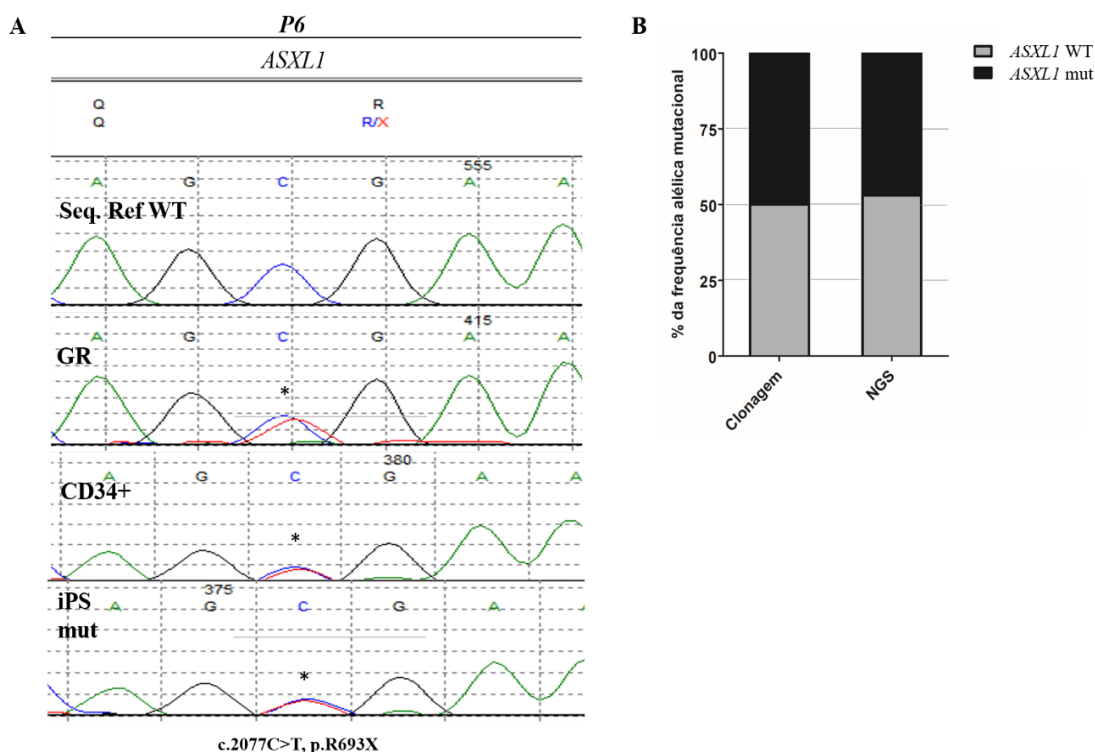 A
P6
ASXL1
Q R
Q R/X
555
A G C G A A
Seq. Ref WT
415
A G C G A A
GR
*
380
A G C G A A
CD34+
*
375
A G C G A A
iPS
mut
*
c.2077C>T, p.R693X
B
ASXL1 WT
ASXL1 mut
% da frequência alélica mutacional
100
75
50
25
0
Clonagem
NGS